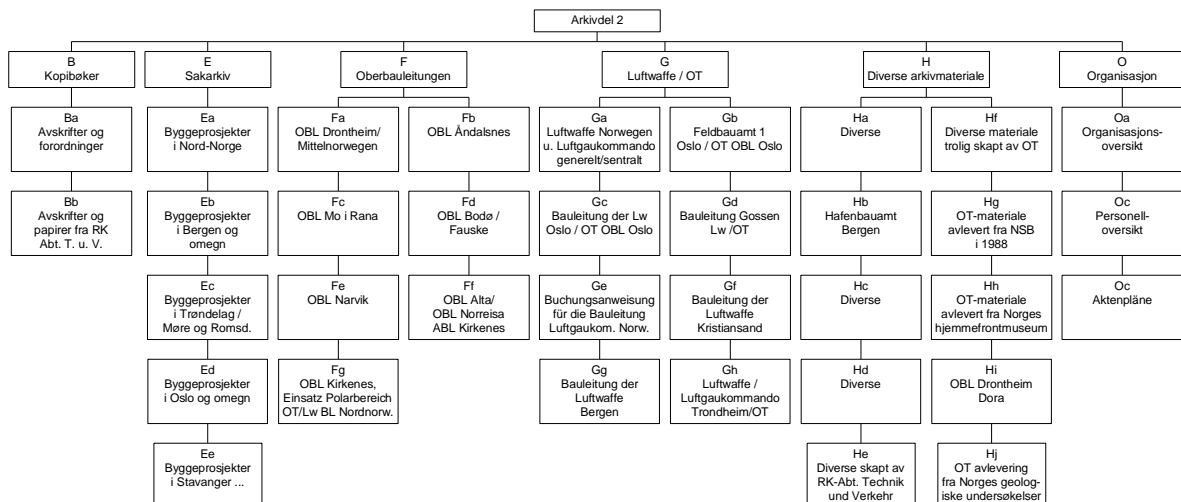 Arkivdel 2
B
Kopibøker
E
Sakarkiv
F
Oberbauleitungen
G
Luftwaffe / OT
H
Diverse arkivmateriale
O
Organisasjon
Ba
Avskrifter og
forordninger
Ea
Byggeprosjekter
i Nord-Norge
Fa
OBL Drontheim/
Mittelnorwegen
Fb
OBL Åndalsnes
Ga
Luftwaffe Norwegen
u. Luftgaukommando
generelt/sentralt
Gb
Feldbauamt 1
Oslo / OT OBL Oslo
Ha
Diverse
Hf
Diverse materiale
trolig skapt av OT
Oa
Organisasjons-
oversikt
Bb
Avskrifter og
papirer fra RK
Abt. T. u. V.
Eb
Byggeprosjekter
i Bergen og
omegn
Fc
OBL Mo i Rana
Fd
OBL Bodø /
Fauske
Gc
Bauleitung der Lw
Oslo / OT OBL Oslo
Gd
Bauleitung Gossen
Lw /OT
Hb
Hafenbauamt
Bergen
Hg
OT-materiale
avlevert fra NSB
i 1988
Oc
Personell-
oversikt
Ec
Byggeprosjekter
i Trøndelag /
Møre og Romsd.
Fe
OBL Narvik
Ff
OBL Alta/
OBL Norreisa
ABL Kirkenes
Ge
Buchungsanweisung
für die Bauleitung
Luftgaukom. Norw.
Gf
Bauleitung der
Luftwaffe
Kristiansand
Hc
Diverse
Hh
OT-materiale
avlevert fra Norges
hjemmefrontmuseum
Oc
Aktenpläne
Ed
Byggeprosjekter
i Oslo og omegn
Fg
OBL Kirkenes,
Einsatz Polarbereich
OT/Lw BL Nordnorw.
Gg
Bauleitung der
Luftwaffe
Bergen
Gh
Luftwaffe /
Luftgaukommando
Trondheim/OT
Hd
Diverse
Hi
OBL Drontheim
Dora
Ee
Byggeprosjekter
i Stavanger ...
He
Diverse skapt av
RK-Abt. Technik
und Verkehr
Hj
OT avlevering
fra Norges geolog-
iske undersøkelser